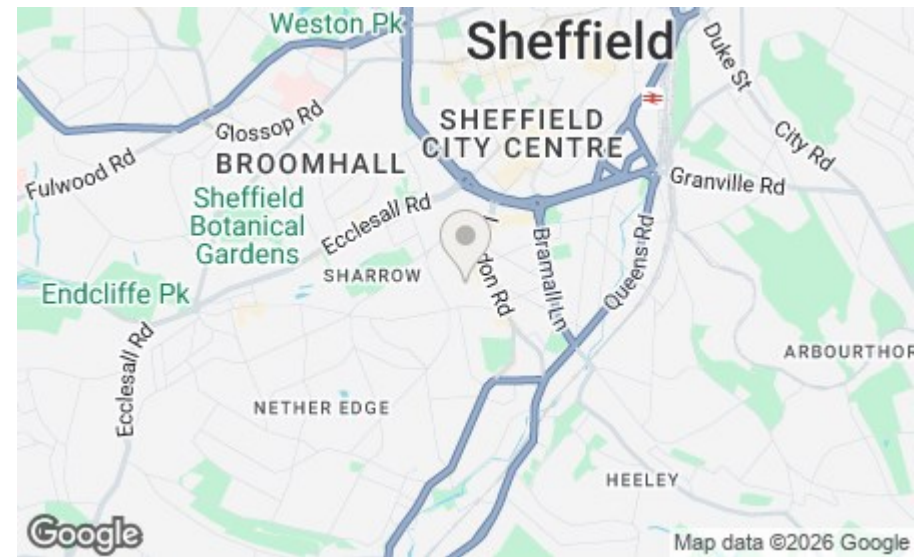 Weston Pk
Sheffield
Duke St
City Rd
Glossop Rd
SHEFFIELD
CITY CENTRE
BROOMHALL
Fulwood Rd
Granville Rd
Sheffield
Botanical
Gardens
Ecclesall Rd
SHARROW
don Rd
Bramall Ln
Queens Rd
Endcliffe Pk
Ecclesall Rd
ARBOURTHOR
NETHER EDGE
HEELEY
Google
Map data ©2026 Google